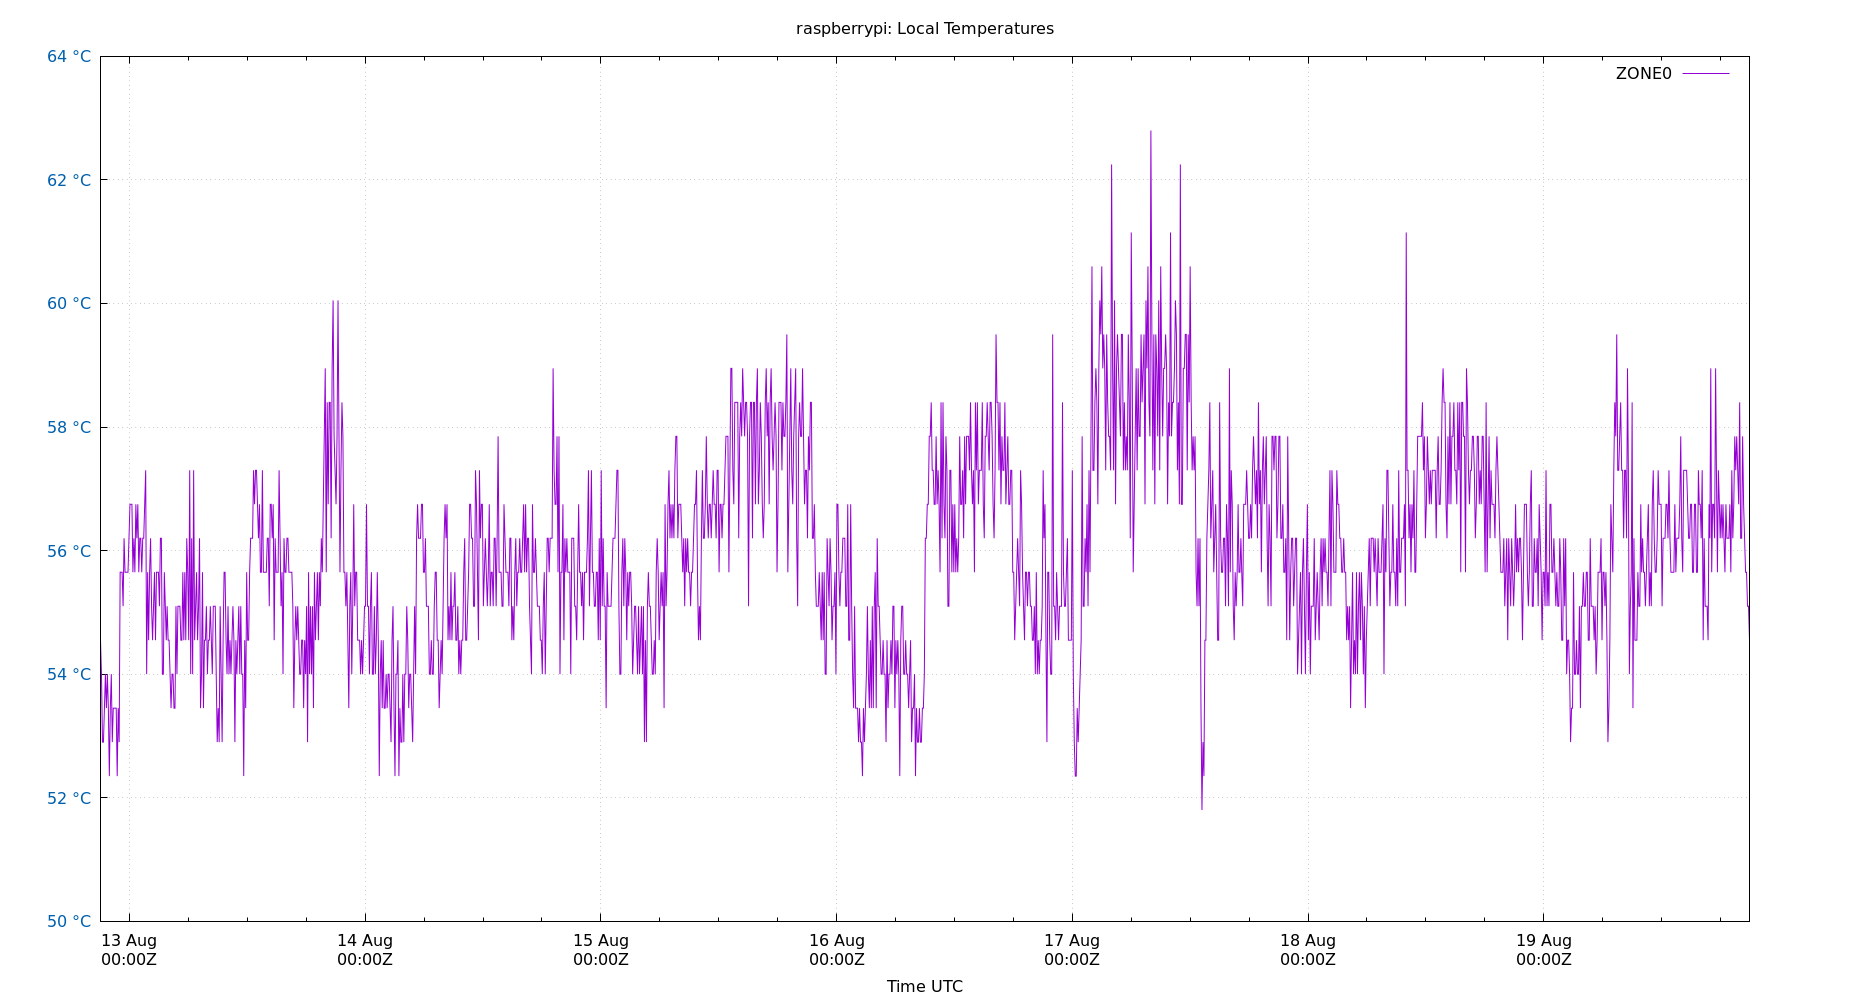 raspberrypi: Local Temperatures
64 °C
ZONE0
62 °C
60 °C
58 °C
56 °C
54 °C
52 °C
50 °C
13 Aug 14 Aug 15 Aug 16 Aug 17 Aug 18 Aug 19 Aug
00:00Z 00:00Z 00:00Z 00:00Z 00:00Z 00:00Z 00:00Z
Time UTC